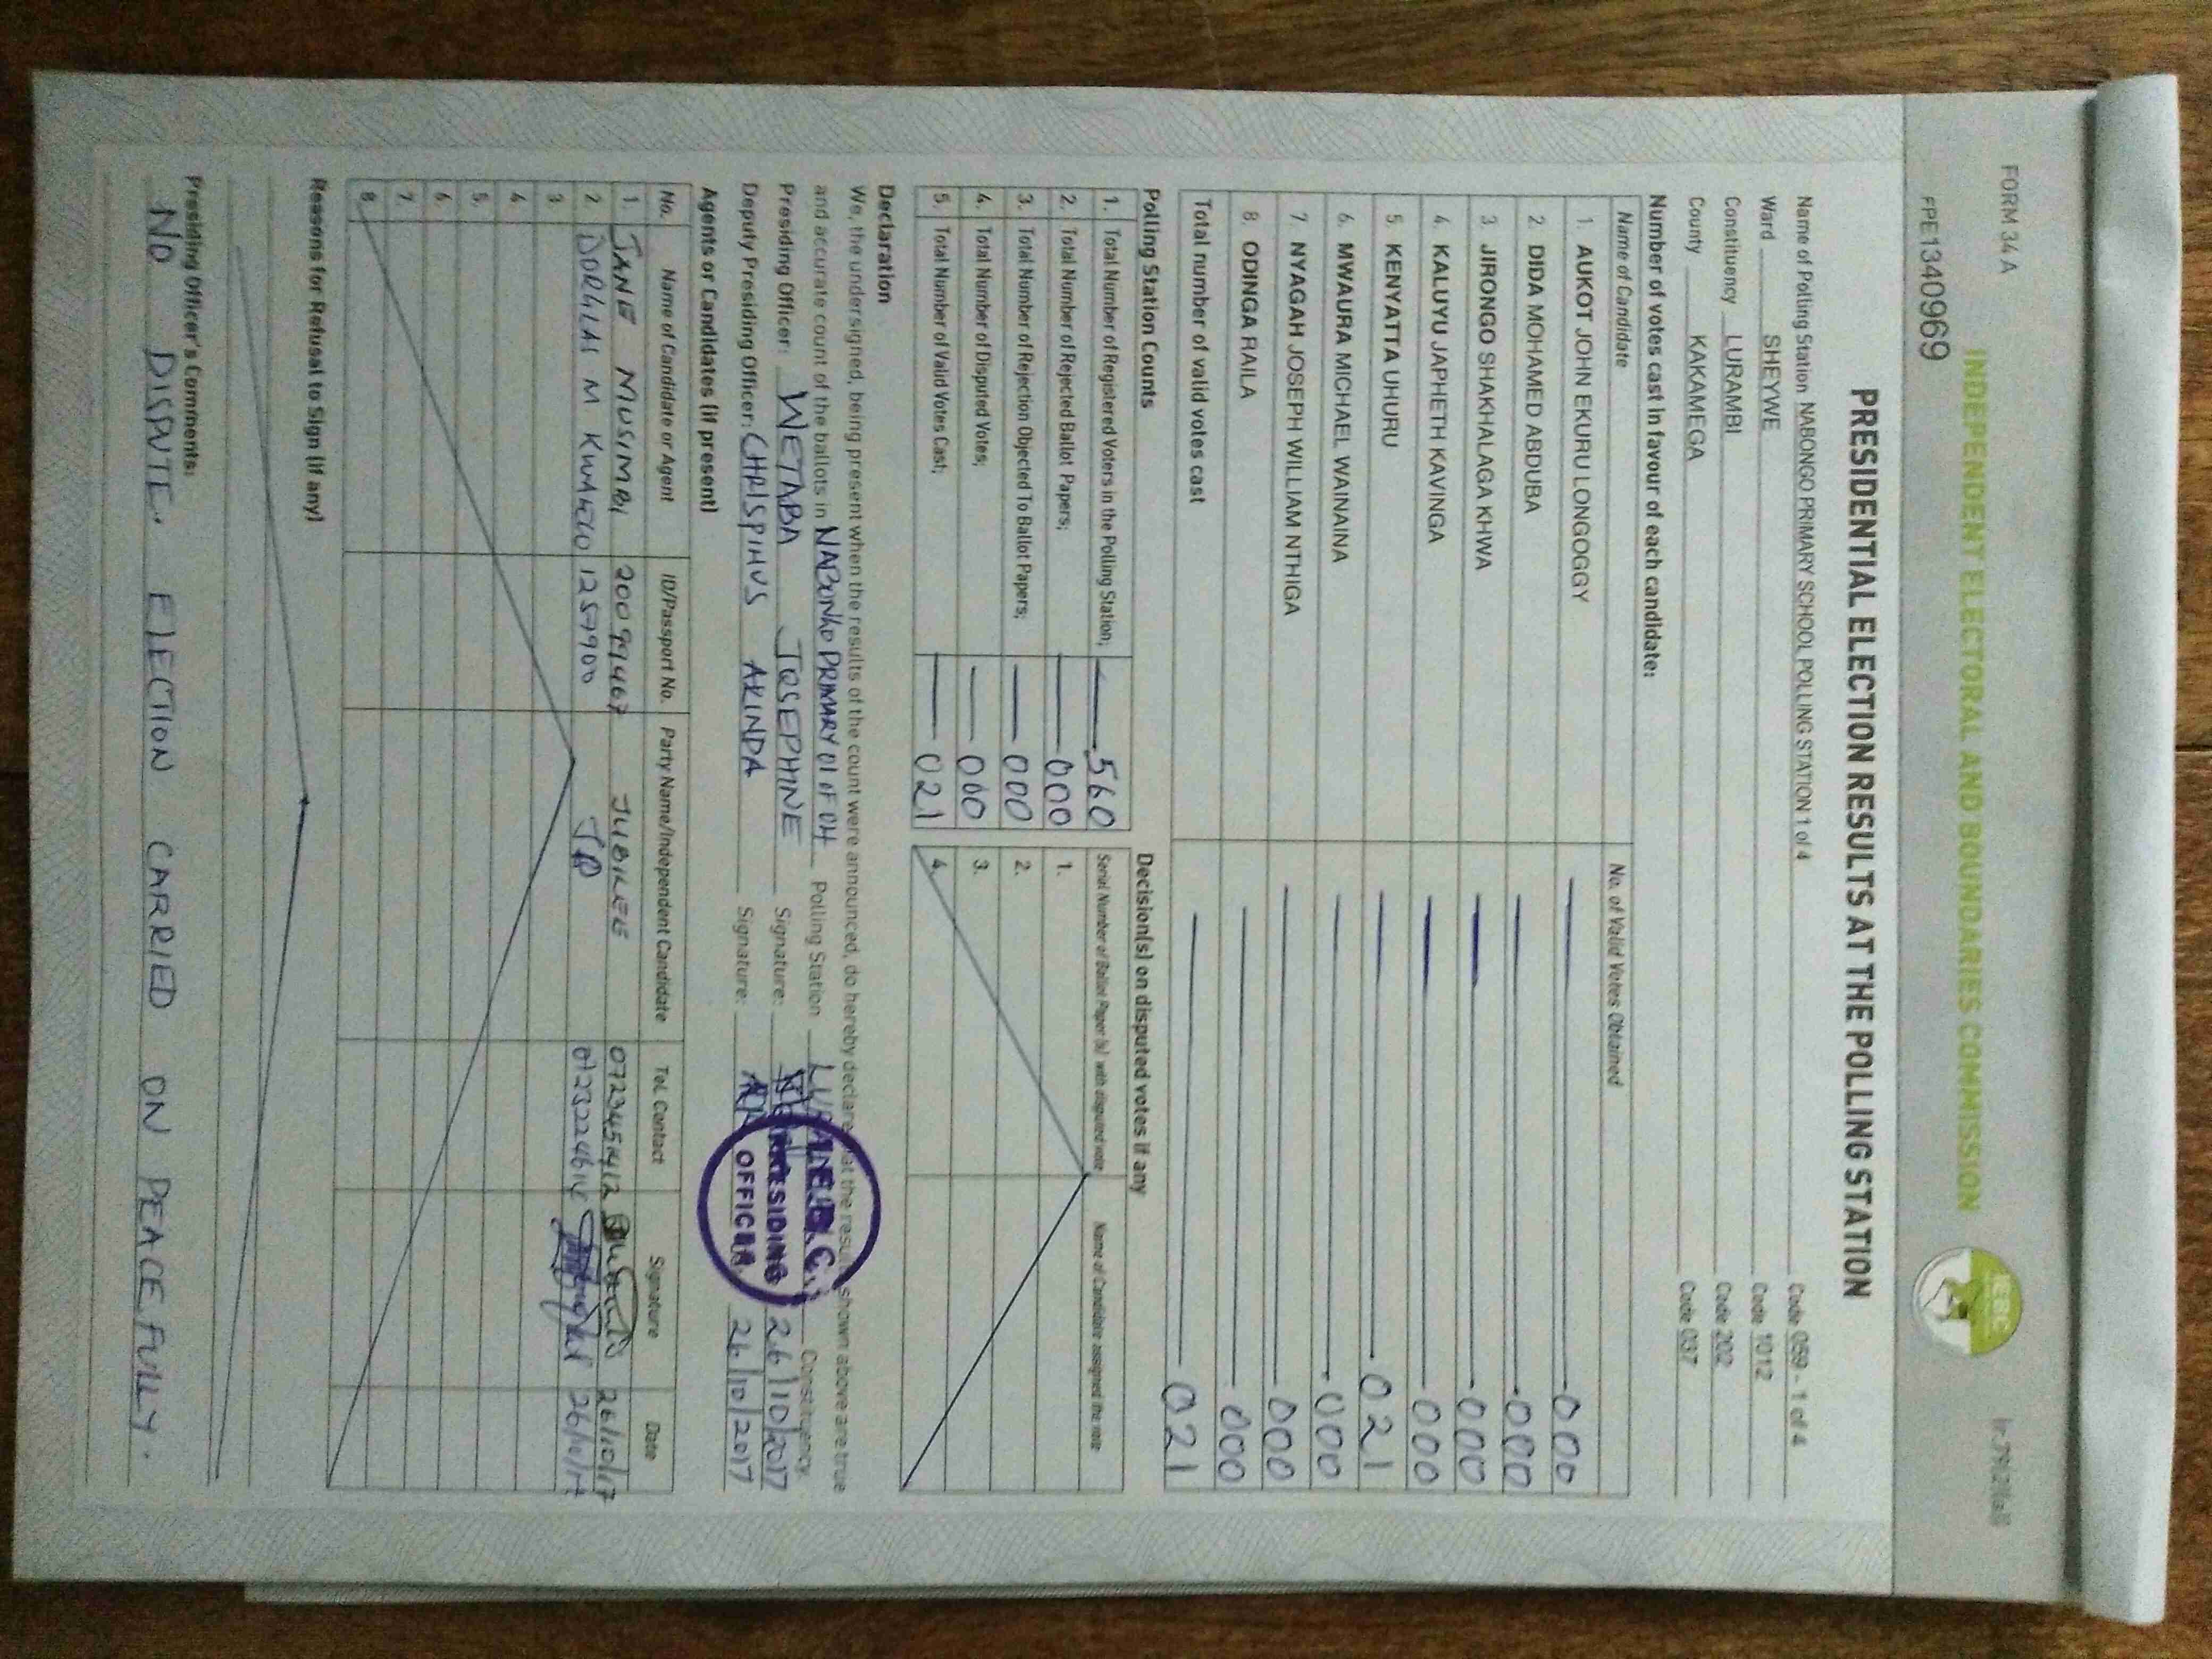 FORM 34 A
INDEPENDENT ELECTORAL AND BOUNDARIES COMMISSION
IEBC
FPE1340969
PRESIDENTIAL ELECTION RESULTS AT THE POLLING STATION
Name of Polling Station NABONGO PRIMARY SCHOOL POLLING STATION 1 of 4 Code 059 - 1 of 4
Ward SHEYWE Code 1012
Constituency LURAMBI Code 202
County KAKAMEGA Code 037
Number of votes cast in favour of each candidate:
Name of Candidate No. of Valid Votes Obtained
1. AUKOT JOHN EKURU LONGOGGY 000
2. DIDA MOHAMED ABDUBA 000
3 JIRONGO SHAKHALAGA KHWA 000
4. KALUYU JAPHETH KAVINGA 000
5. KENYATTA UHURU 021
6. MWAURA MICHAEL WAINAINA 000
7. NYAGAH JOSEPH WILLIAM NTHIGA 000
8. ODINGA RAILA 000
Total number of valid votes cast 021
Polling Station Counts
1. Total Number of Registered Voters in the Polling Station; 560
2. Total Number of Rejected Ballot Papers; 000
3. Total Number of Rejection Objected To Ballot Papers; 000
4. Total Number of Disputed Votes; 000
5. Total Number of Valid Votes Cast; 021
Decision(s) on disputed votes if any
Serial Number of Ballot Paper (s) with disputed vote Name of Candidate assigned the vote
1.
2.
3.
4.
Declaration
We, the undersigned, being present when the results of the count were announced, do hereby declare that the results shown above are true
and accurate count of the ballots in NABONGO PRIMARY 01 OF 04 Polling Station Constituency.
Presiding Officer: WETABA JOSEPHINE Signature: 26/10/2017
Deputy Presiding Officer: CHRISPINUS AKINDA Signature: 26/10/2017
PRESIDING
OFFICER
Agents or Candidates (if present)
No. Name of Candidate or Agent ID/Passport No. Party Name/Independent Candidate Tel. Contact Signature Date
1. JANE MUSIMBI 20099467 JUBILEE 26/10/17
2. M 1257900 JP 26/10/17
3.
4
5.
6.
7.
8
Reasons for Refusal to Sign (if any)
Presiding Officer's Comments:
NO DISPUTE. ELECTION CARRIED ON PEACEFULLY.